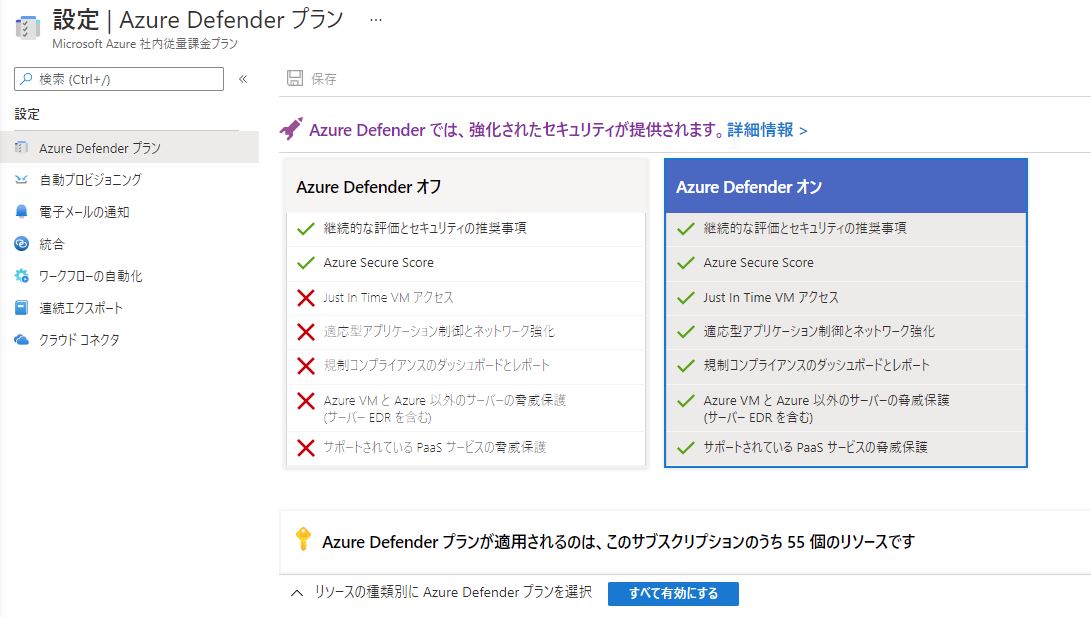 設定 | Azure Defender プラン ...
Microsoft Azure 社内従量課金プラン
検索 (Ctrl+/)
«
保存
設定
Azure Defender プラン
自動プロビジョニング
電子メールの通知
統合
ワークフローの自動化
連続エクスポート
クラウド コネクタ
Azure Defender では、強化されたセキュリティが提供されます。詳細情報 >
Azure Defender オフ
継続的な評価とセキュリティの推奨事項
Azure Secure Score
Just In Time VM アクセス
適応型アプリケーション制御とネットワーク強化
規制コンプライアンスのダッシュボードとレポート
Azure VM と Azure 以外のサーバーの脅威保護
(サーバー EDR を含む)
サポートされている PaaS サービスの脅威保護
Azure Defender オン
継続的な評価とセキュリティの推奨事項
Azure Secure Score
Just In Time VM アクセス
適応型アプリケーション制御とネットワーク強化
規制コンプライアンスのダッシュボードとレポート
Azure VM と Azure 以外のサーバーの脅威保護
(サーバー EDR を含む)
サポートされている PaaS サービスの脅威保護
Azure Defender プランが適用されるのは、このサブスクリプションのうち 55 個のリソースです
リソースの種類別に Azure Defender プランを選択
すべて有効にする